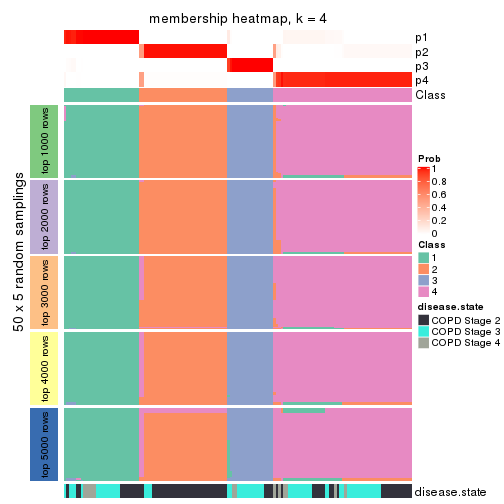 membership heatmap, k = 4
p1
p2
p3
p4
Class
50 x 5 random samplings
top 1000 rows
top 2000 rows
top 3000 rows
top 4000 rows
top 5000 rows
Prob
1
0.8
0.6
0.4
0.2
0
Class
1
2
3
4
disease.state
COPD Stage 2
COPD Stage 3
COPD Stage 4
disease.state